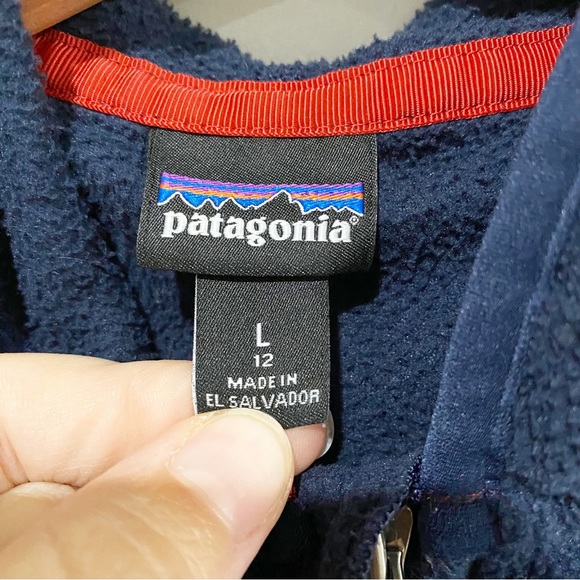 patagonia®
L
12
MADE IN
EL SALVADOR